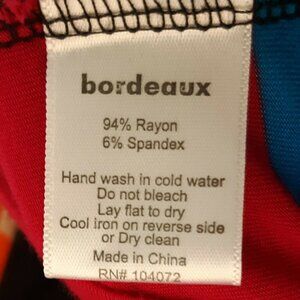 bordeaux
94% Rayon
6% Spandex
Hand wash in cold water
Do not bleach
Lay flat to dry
Cool iron on reverse side
or Dry clean
Made in China
RN# 104072